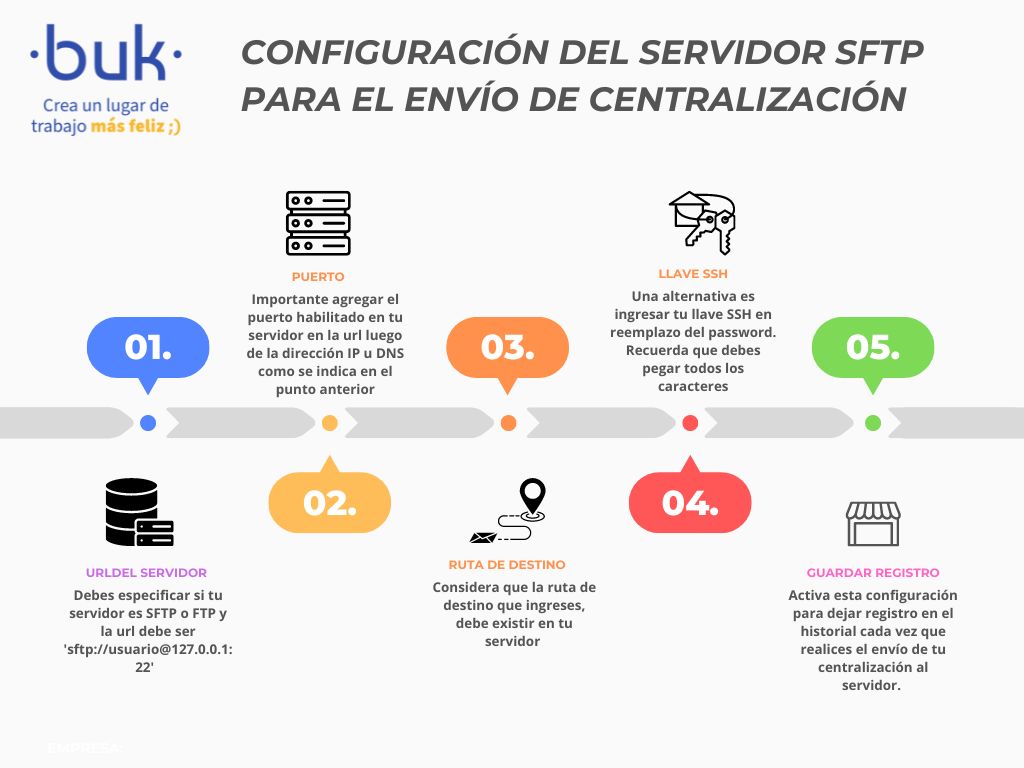 ·buk·
Crea un lugar de
trabajo más feliz ;)
CONFIGURACIÓN DEL SERVIDOR SFTP
PARA EL ENVÍO DE CENTRALIZACIÓN
01.
URLDEL SERVIDOR
Debes especificar si tu
servidor es SFTP o FTP y
la url debe ser
'sftp://usuario@127.0.0.1:
22'
PUERTO
Importante agregar el
puerto habilitado en tu
servidor en la url luego
de la dirección IP u DNS
como se indica en el
punto anterior
02.
03.
RUTA DE DESTINO
Considera que la ruta de
destino que ingreses,
debe existir en tu
servidor
LLAVE SSH
Una alternativa es
ingresar tu llave SSH en
reemplazo del password.
Recuerda que debes
pegar todos los
caracteres
04.
05.
GUARDAR REGISTRO
Activa esta configuración
para dejar registro en el
historial cada vez que
realices el envío de tu
centralización al
servidor.
EMPRESA: